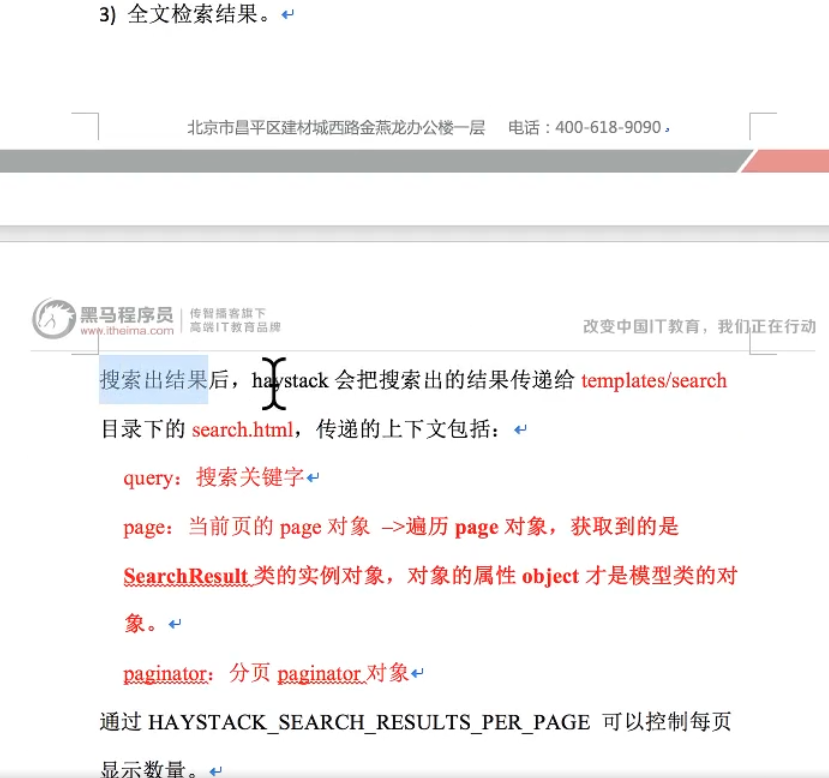 3) 全文检索结果。
北京市昌平区建材城西路金燕龙办公楼一层 电话：400-618-9090
黑马程序员
www.itheima.com
传智播客旗下
高端IT教育品牌
改变中国IT教育，我们正在行动
搜索出结果后，haystack 会把搜索出的结果传递给 templates/search
目录下的 search.html，传递的上下文包括：
query：搜索关键字
page：当前页的 page 对象 –>遍历 page 对象，获取到的是
SearchResult 类的实例对象，对象的属性 object 才是模型类的对
象。
paginator：分页 paginator 对象
通过 HAYSTACK_SEARCH_RESULTS_PER_PAGE 可以控制每页
显示数量。